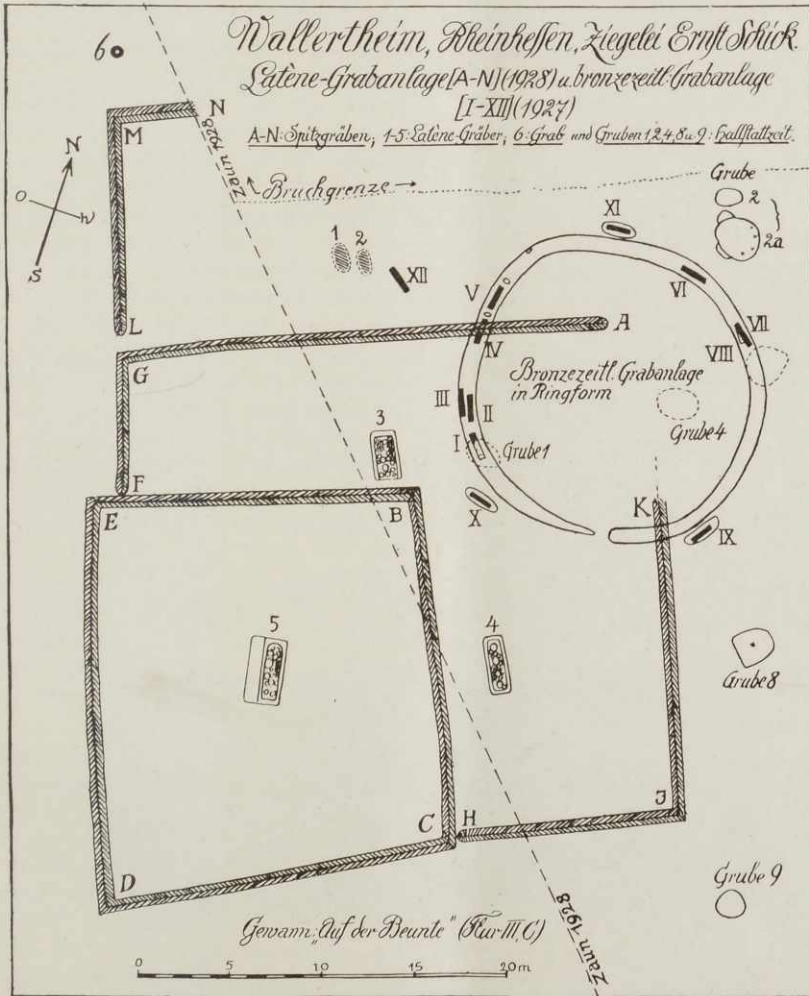 Wallertheim, Rheinhessen, Ziegelei Ernst Schick.
Latène-Grabanlage [A-N] (1928) u. bronzezeitl. Grabanlage
[I-XII] (1927)
A-N: Spitzgräben; 1-5: Latène-Gräber; 6: Grab und Gruben 1,2,4,8 u. 9: Hallstattzeit.
6
N
M
N
O
W
S
Zaun 1928
Bruchgrenze
Grube
2
2a
XI
1
2
XII
V
VI
VII
L
A
IV
VIII
G
Bronzezeitl. Grabanlage
in Ringform
III
II
Grube 4
3
I
Grube 1
F
E
B
X
K
IX
5
4
Grube 8
C
H
J
D
Grube 9
Gewann: „Auf der Beunte" (Flur III, C)
Zaun 1928
0 5 10 15 20 m